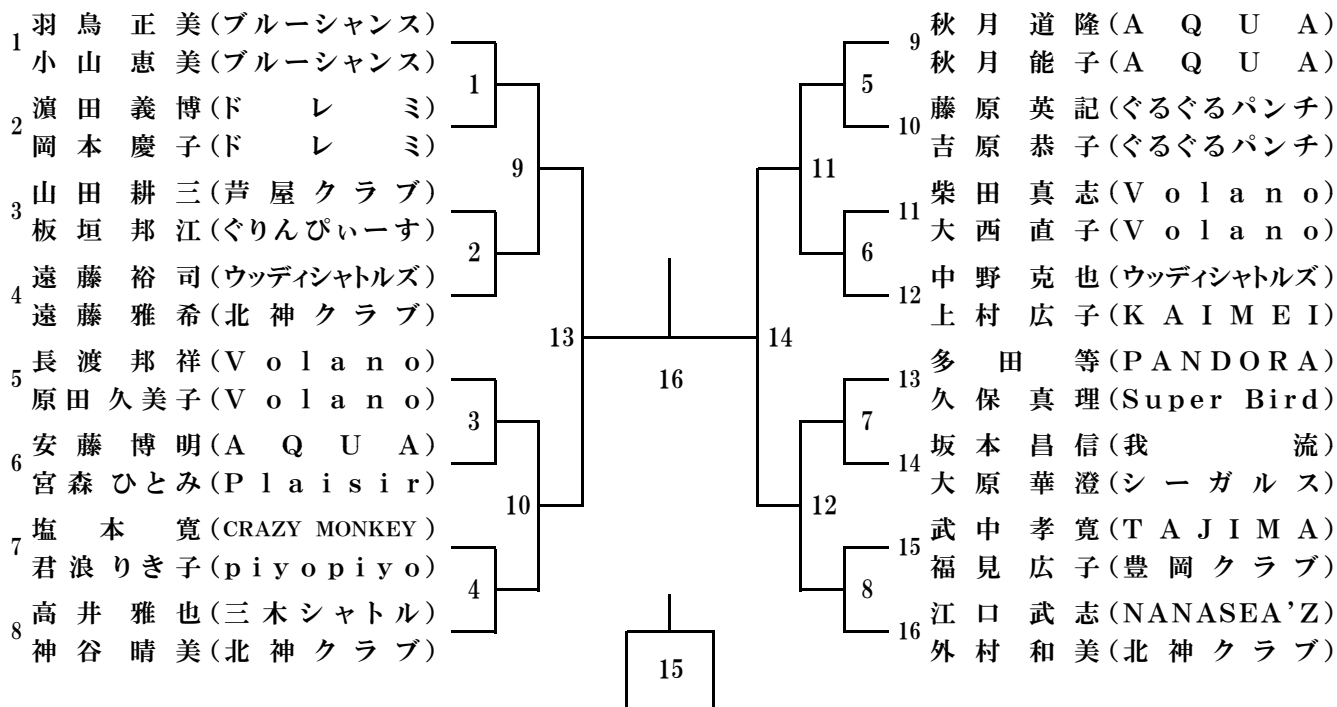 1 羽鳥正美(ブルーシャンス)
小山恵美(ブルーシャンス)
2 濵田義博(ドレミ)
岡本慶子(ドレミ)
3 山田耕三(芦屋クラブ)
板垣邦江(ぐりんぴぃーす)
4 遠藤裕司(ウッディシャトルズ)
遠藤雅希(北神クラブ)
5 長渡邦祥(Volano)
原田久美子(Volano)
6 安藤博明(AQUA)
宮森ひとみ(Plaisir)
7 塩本寛(CRAZY MONKEY)
君浪りき子(piyopiyo)
8 高井雅也(三木シャトル)
神谷晴美(北神クラブ)
1
2
3
4
9
10
13
16
15
14
11
12
5
6
7
8
9 秋月道隆(AQUA)
秋月能子(AQUA)
10 藤原英記(ぐるぐるパンチ)
吉原恭子(ぐるぐるパンチ)
11 柴田真志(Volano)
大西直子(Volano)
12 中野克也(ウッディシャトルズ)
上村広子(KAIMEI)
13 多田等(PANDORA)
久保真理(Super Bird)
14 坂本昌信(我流)
大原華澄(シーガルス)
15 武中孝寛(TAJIMA)
福見広子(豊岡クラブ)
16 江口武志(NANASEA'Z)
外村和美(北神クラブ)